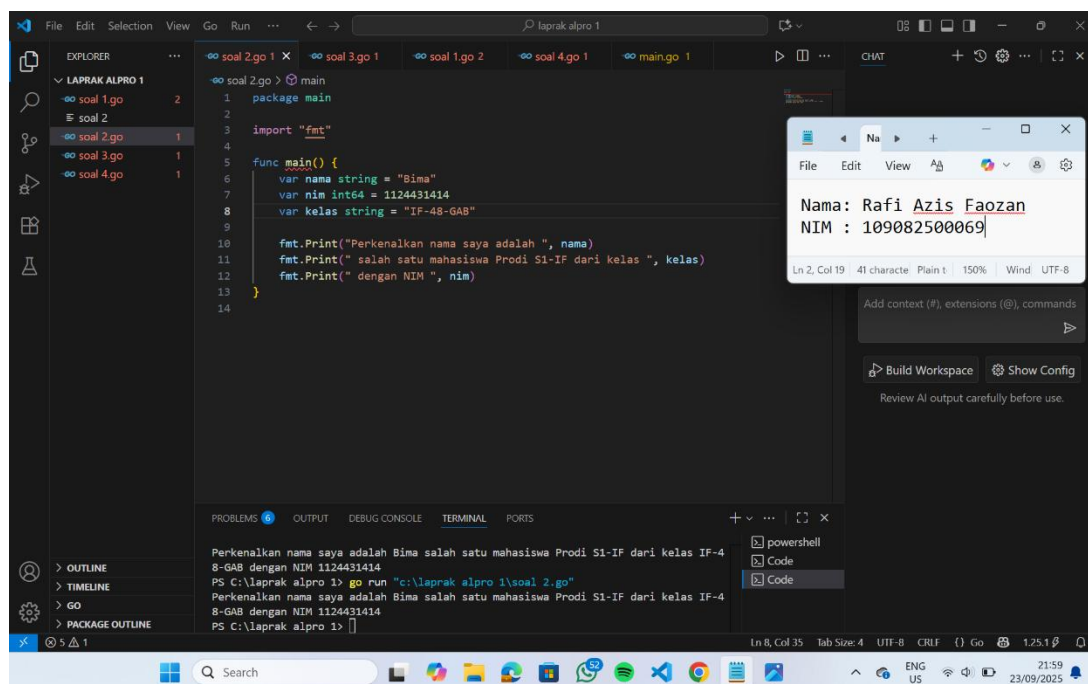 File Edit Selection View Go Run ··· laprak alpro 1
EXPLORER ···
LAPRAK ALPRO 1
soal 1.go 2
soal 2
soal 2.go 1
soal 3.go 1
soal 4.go 1
OUTLINE
TIMELINE
GO
PACKAGE OUTLINE
soal 2.go 1 soal 3.go 1 soal 1.go 2 soal 4.go 1 main.go 1
soal 2.go > main
1 package main
2
3 import "fmt"
4
5 func main() {
6 var nama string = "Bima"
7 var nim int64 = 1124431414
8 var kelas string = "IF-48-GAB"
9
10 fmt.Print("Perkenalkan nama saya adalah ", nama)
11 fmt.Print(" salah satu mahasiswa Prodi S1-IF dari kelas ", kelas)
12 fmt.Print(" dengan NIM ", nim)
13 }
14
PROBLEMS 6 OUTPUT DEBUG CONSOLE TERMINAL PORTS
Perkenalkan nama saya adalah Bima salah satu mahasiswa Prodi S1-IF dari kelas IF-4
8-GAB dengan NIM 1124431414
PS C:\laprak alpro 1> go run "c:\laprak alpro 1\soal 2.go"
Perkenalkan nama saya adalah Bima salah satu mahasiswa Prodi S1-IF dari kelas IF-4
8-GAB dengan NIM 1124431414
PS C:\laprak alpro 1>
powershell
Code
Code
CHAT
Na
File Edit View
Nama: Rafi Azis Faozan
NIM : 109082500069
Ln 2, Col 19 41 characte Plain t 150% Wind UTF-8
Add context (#), extensions (@), commands
Build Workspace Show Config
Review AI output carefully before use.
5 1 Ln 8, Col 35 Tab Size: 4 UTF-8 CRLF {} Go 1.25.1
Search 52 ENG 21:59
US 23/09/2025